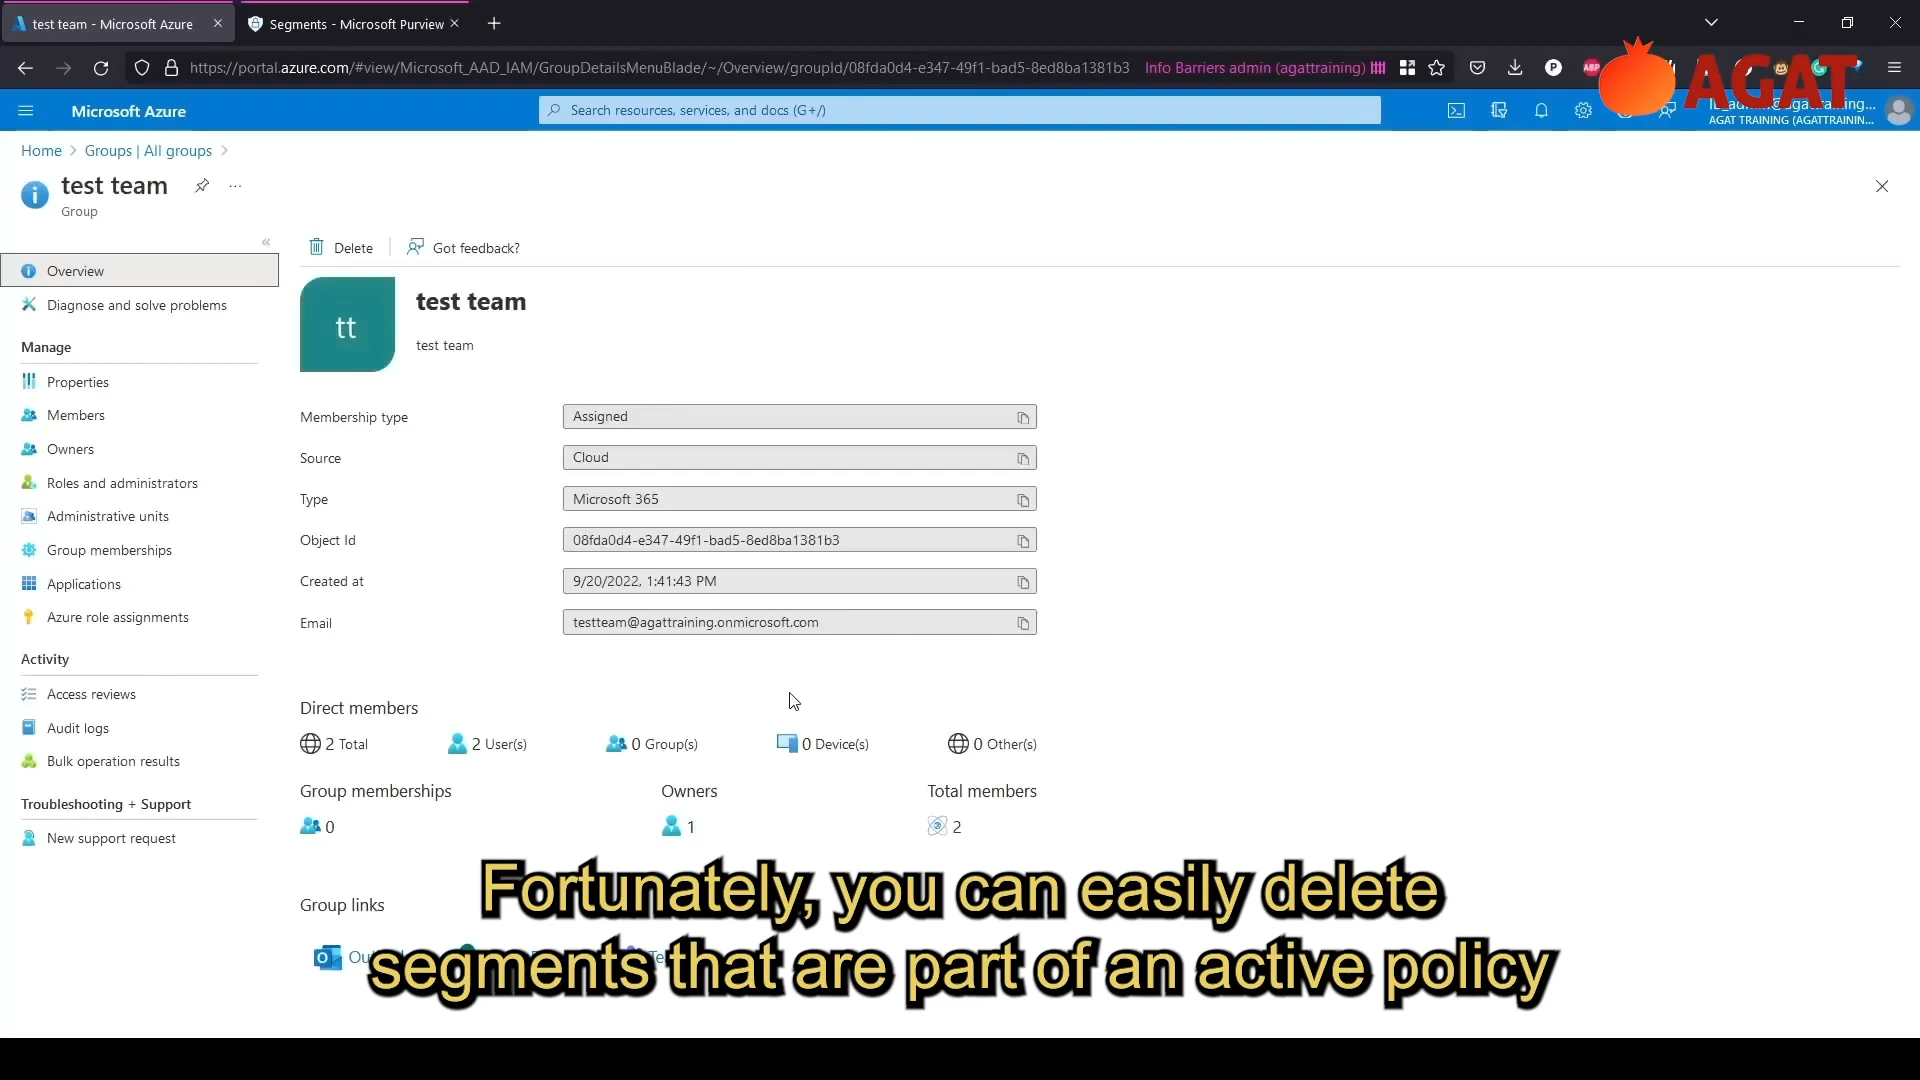 test team - Microsoft Azure
Segments - Microsoft Purview
https://portal.azure.com/#view/Microsoft_AAD_IAM/GroupDetailsMenuBlade/~/Overview/groupId/08fda0d4-e347-49f1-bad5-8ed8ba1381b3
Info Barriers admin (agattraining)
AGAT
Microsoft Azure
Search resources, services, and docs (G+/)
AGAT TRAINING (AGATTRAININ...
Home > Groups | All groups >
test team
Group
Delete
Got feedback?
Overview
Diagnose and solve problems
Manage
Properties
Members
Owners
Roles and administrators
Administrative units
Group memberships
Applications
Azure role assignments
Activity
Access reviews
Audit logs
Bulk operation results
Troubleshooting + Support
New support request
tt
test team
test team
Membership type
Assigned
Source
Cloud
Type
Microsoft 365
Object Id
08fda0d4-e347-49f1-bad5-8ed8ba1381b3
Created at
9/20/2022, 1:41:43 PM
Email
testteam@agattraining.onmicrosoft.com
Direct members
2 Total
2 User(s)
0 Group(s)
0 Device(s)
0 Other(s)
Group memberships
0
Owners
1
Total members
2
Group links
Fortunately, you can easily delete
segments that are part of an active policy